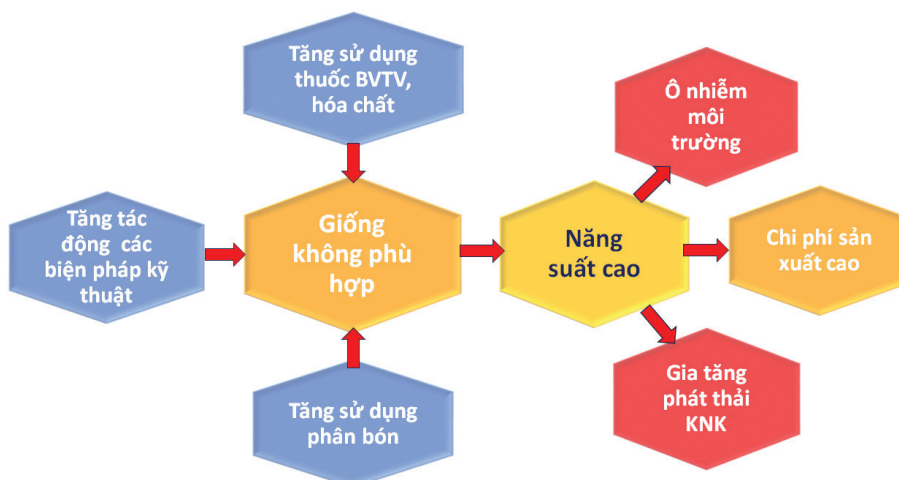 Tăng sử dụng
thuốc BVTV,
hóa chất
Tăng tác
động các
biện pháp kỹ
thuật
Giống
không phù
hợp
Tăng sử dụng
phân bón
Năng
suất cao
Ô nhiễm
môi
trường
Chi phí sản
xuất cao
Gia tăng
phát thải
KNK